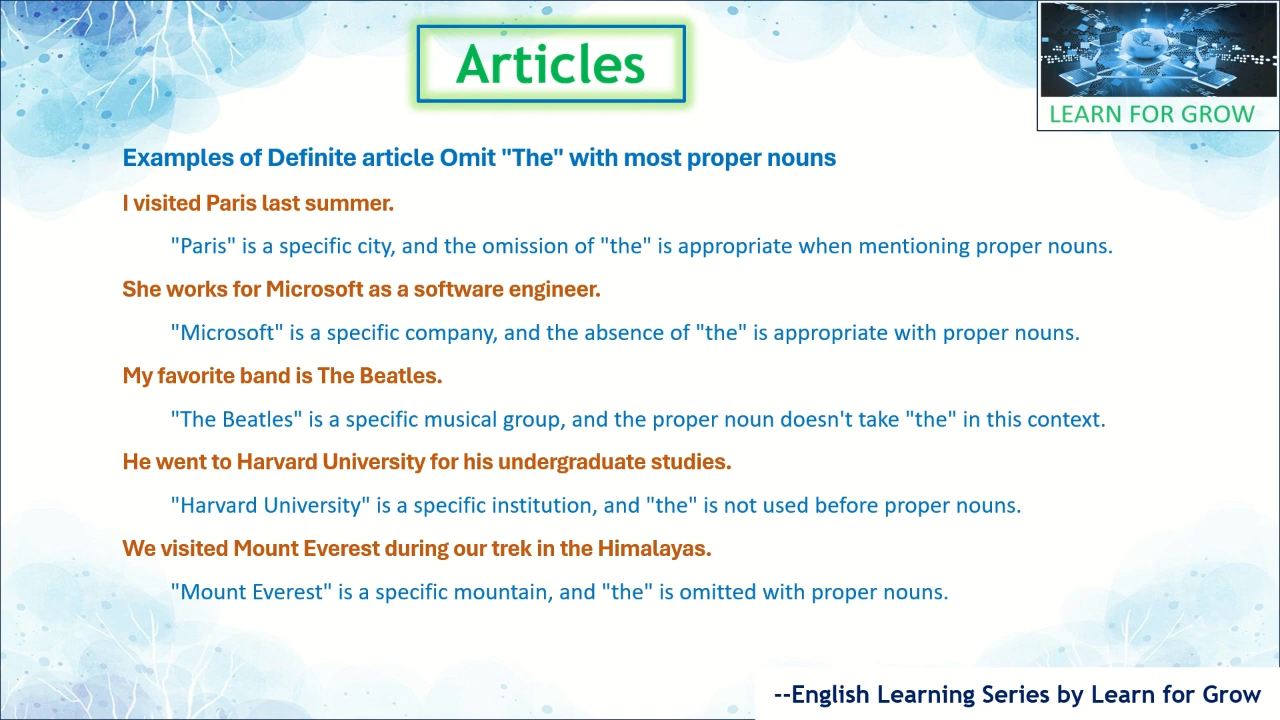 Articles
LEARN FOR GROW
Examples of Definite article Omit "The" with most proper nouns
I visited Paris last summer.
"Paris" is a specific city, and the omission of "the" is appropriate when mentioning proper nouns.
She works for Microsoft as a software engineer.
"Microsoft" is a specific company, and the absence of "the" is appropriate with proper nouns.
My favorite band is The Beatles.
"The Beatles" is a specific musical group, and the proper noun doesn't take "the" in this context.
He went to Harvard University for his undergraduate studies.
"Harvard University" is a specific institution, and "the" is not used before proper nouns.
We visited Mount Everest during our trek in the Himalayas.
"Mount Everest" is a specific mountain, and "the" is omitted with proper nouns.
--English Learning Series by Learn for Grow